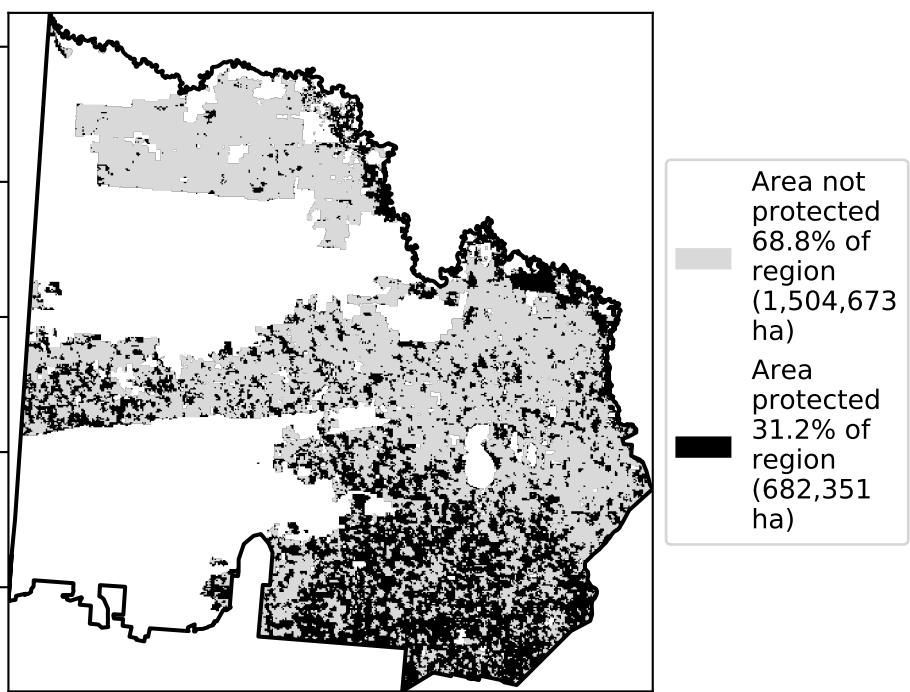 Area not
protected
68.8% of
region
(1,504,673
ha)
Area
protected
31.2% of
region
(682,351
ha)